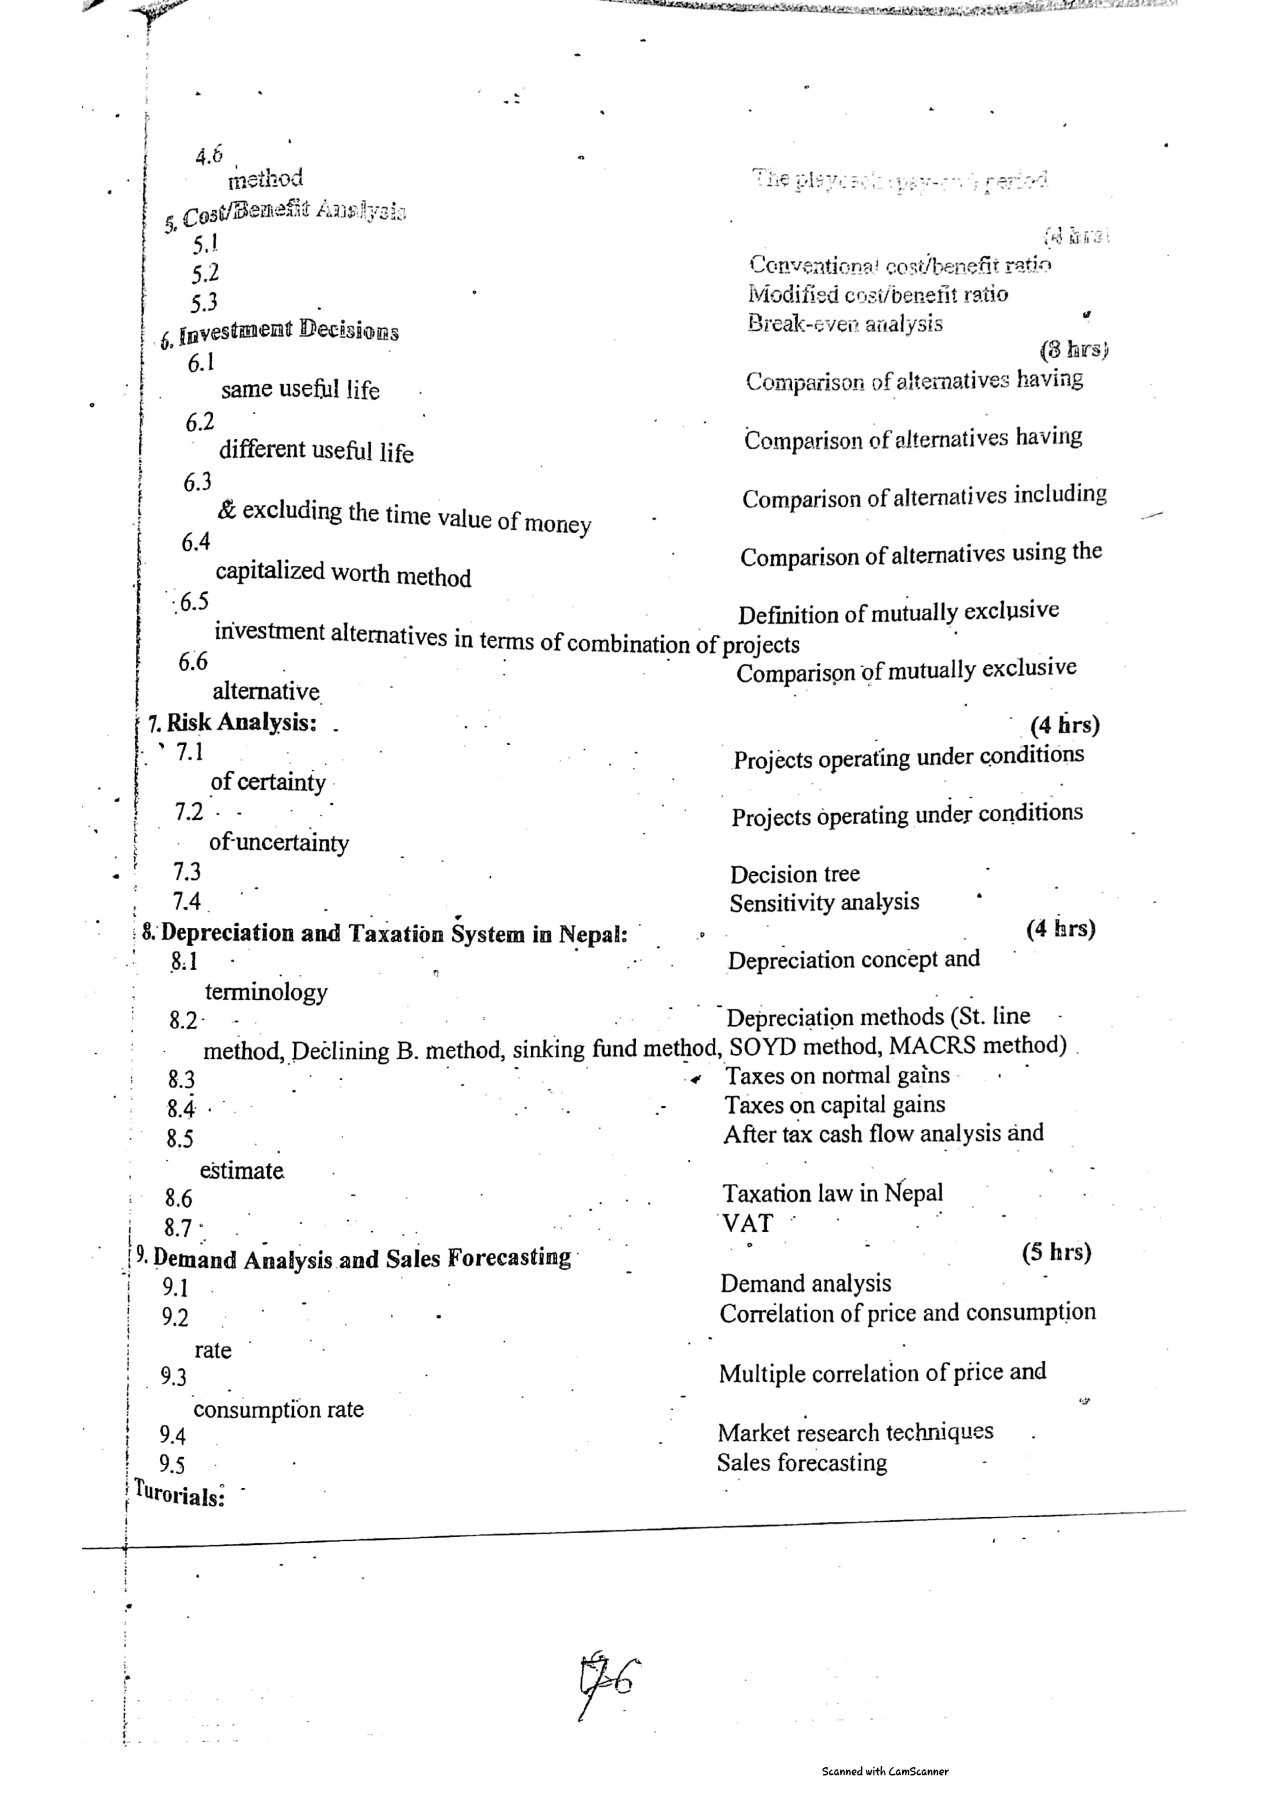 4.6
The period
method
5. Cost/Benefit Analysis
(4 hrs)
5.1
Conventional cost/benefit ratio
5.2
Modified cost/benefit ratio
5.3
Break-even analysis
6. Investment Decisions
(8 hrs)
6.1
Comparison of alternatives having
same useful life
6.2
Comparison of alternatives having
different useful life
6.3
Comparison of alternatives including
& excluding the time value of money
6.4
Comparison of alternatives using the
capitalized worth method
6.5
Definition of mutually exclusive
investment alternatives in terms of combination of projects
6.6
Comparison of mutually exclusive
alternative
7. Risk Analysis:
(4 hrs)
7.1
Projects operating under conditions
of certainty
7.2
Projects operating under conditions
of uncertainty
7.3
Decision tree
7.4
Sensitivity analysis
8. Depreciation and Taxation System in Nepal:
(4 hrs)
8.1
Depreciation concept and
terminology
8.2
Depreciation methods (St. line
method, Declining B. method, sinking fund method, SOYD method, MACRS method)
8.3
Taxes on normal gains
8.4
Taxes on capital gains
8.5
After tax cash flow analysis and
estimate
8.6
Taxation law in Nepal
8.7
VAT
9. Demand Analysis and Sales Forecasting
(5 hrs)
9.1
Demand analysis
9.2
Correlation of price and consumption
rate
9.3
Multiple correlation of price and
consumption rate
9.4
Market research techniques
9.5
Sales forecasting
Turorials:
76
Scanned with CamScanner